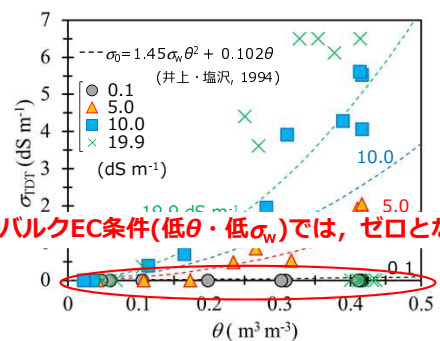 7
6
5
4
3
2
1
0
σTDT (dS m-1)
σ0=1.45σwθ2 + 0.102θ
(井上・塩沢, 1994)
0.1
5.0
10.0
19.9
(dS m-1)
10.0
19.9 dS m-1
5.0
バルクEC条件(低θ・低σw)では，ゼロとな
0.1
0 0.1 0.2 0.3 0.4 0.5
θ ( m3 m-3)